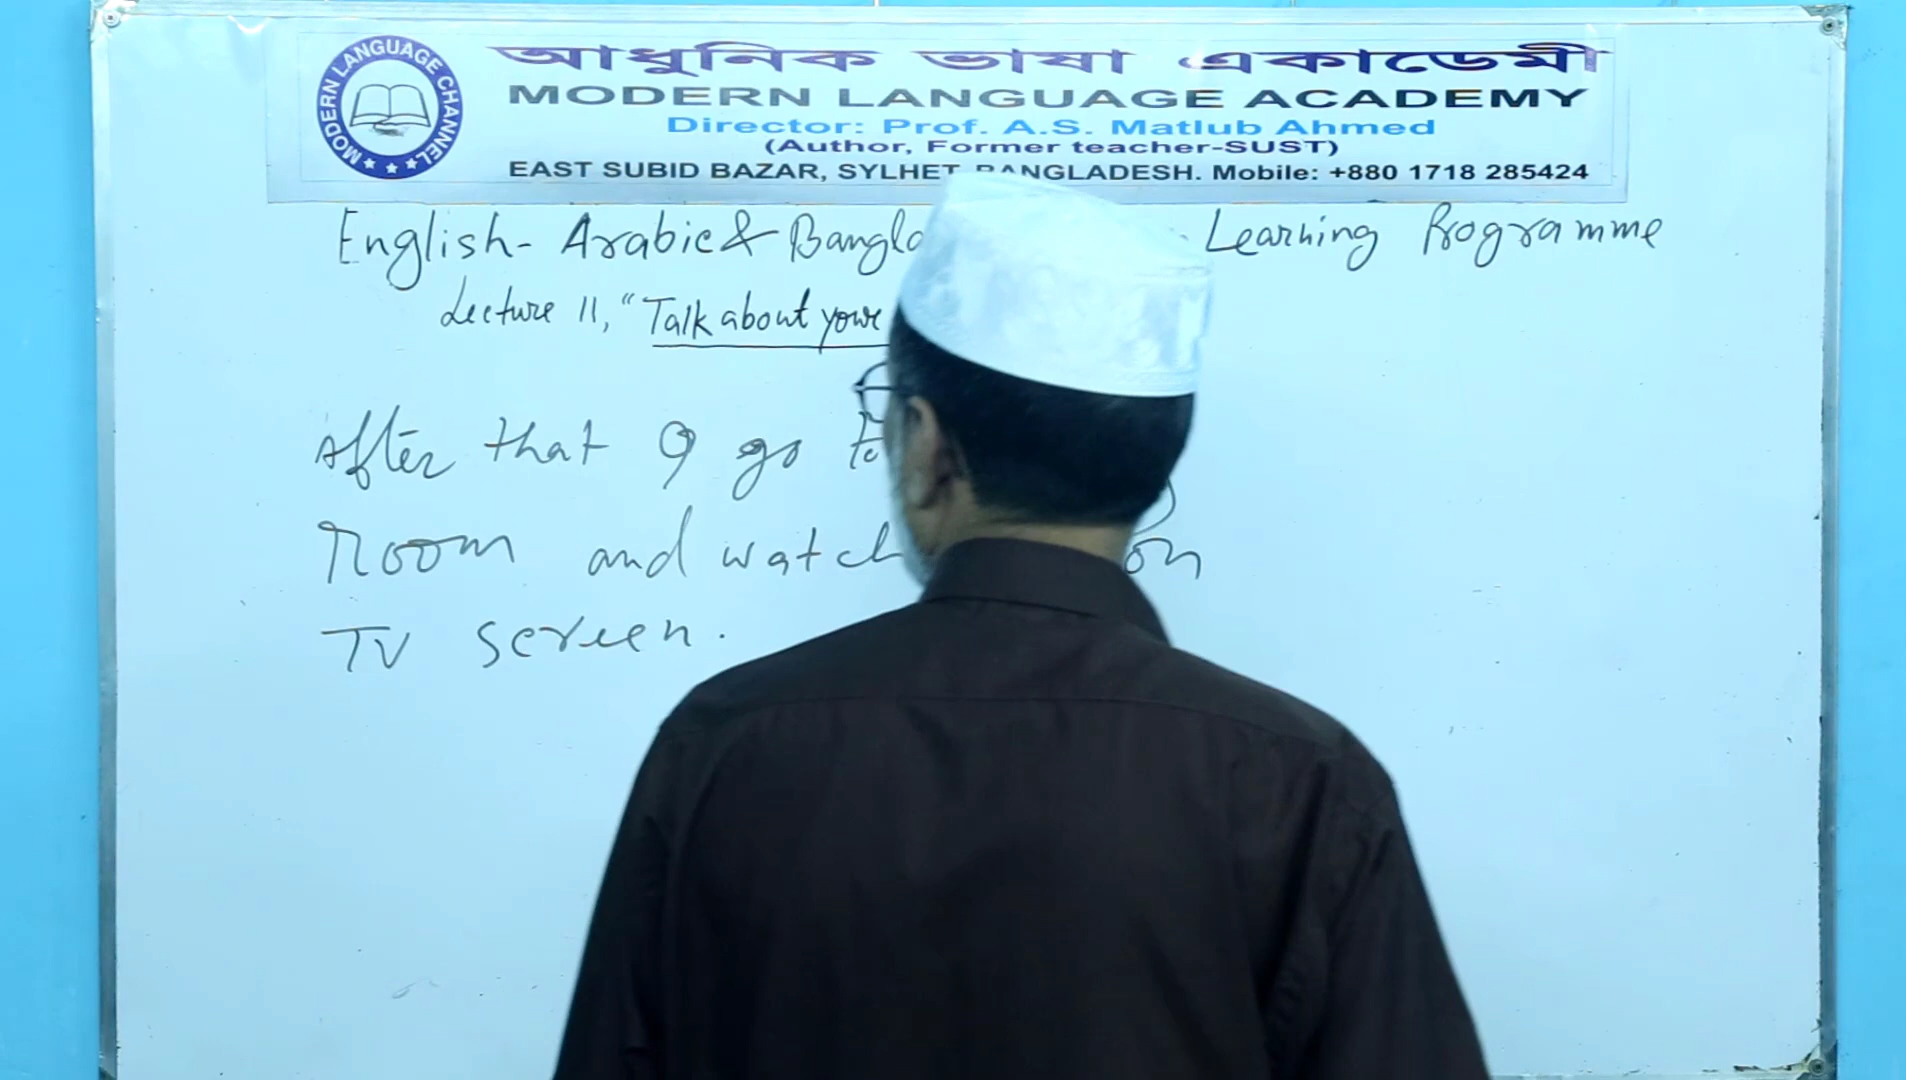 MODERN LANGUAGE CHANNEL
আধুনিক ভাষা একাডেমী
MODERN LANGUAGE ACADEMY
Director: Prof. A.S. Matlub Ahmed
(Author, Former teacher-SUST)
EAST SUBID BAZAR, SYLHET BANGLADESH. Mobile: +880 1718 285424
English- Arabic & Bangla Learning Programme
Lecture 11, "Talk about your
After that I go to
room and watch on
TV screen.